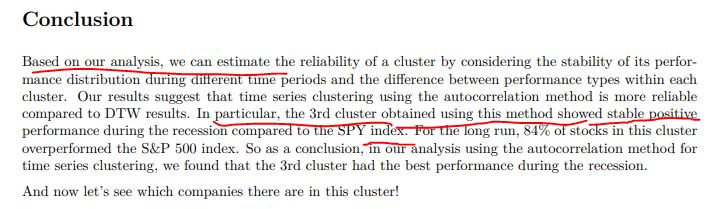 Conclusion
Based on our analysis, we can estimate the reliability of a cluster by considering the stability of its perfor-
mance distribution during different time periods and the difference between performance types within each
cluster. Our results suggest that time series clustering using the autocorrelation method is more reliable
compared to DTW results. In particular, the 3rd cluster obtained using this method showed stable positive
performance during the recession compared to the SPY index. For the long run, 84% of stocks in this cluster
overperformed the S&P 500 index. So as a conclusion, in our analysis using the autocorrelation method for
time series clustering, we found that the 3rd cluster had the best performance during the recession.
And now let's see which companies there are in this cluster!